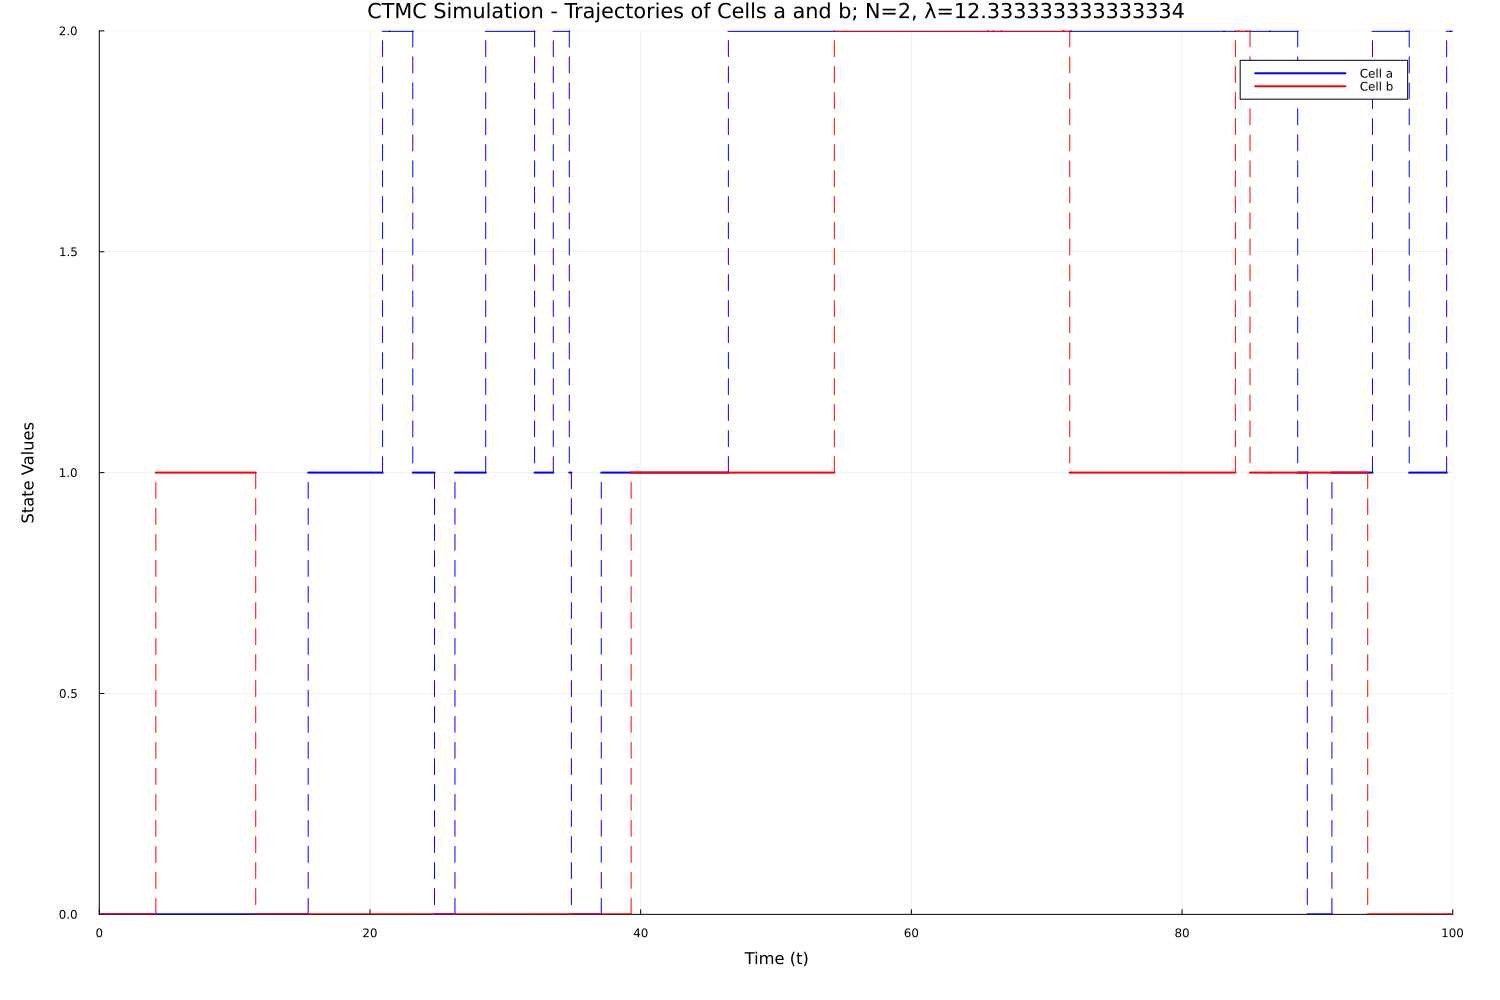 CTMC Simulation - Trajectories of Cells a and b; N=2, λ=12.333333333333334
2.0
Cell a
Cell b
1.5
1.0
State Values
0.5
0.0
0 20 40 60 80 100
Time (t)